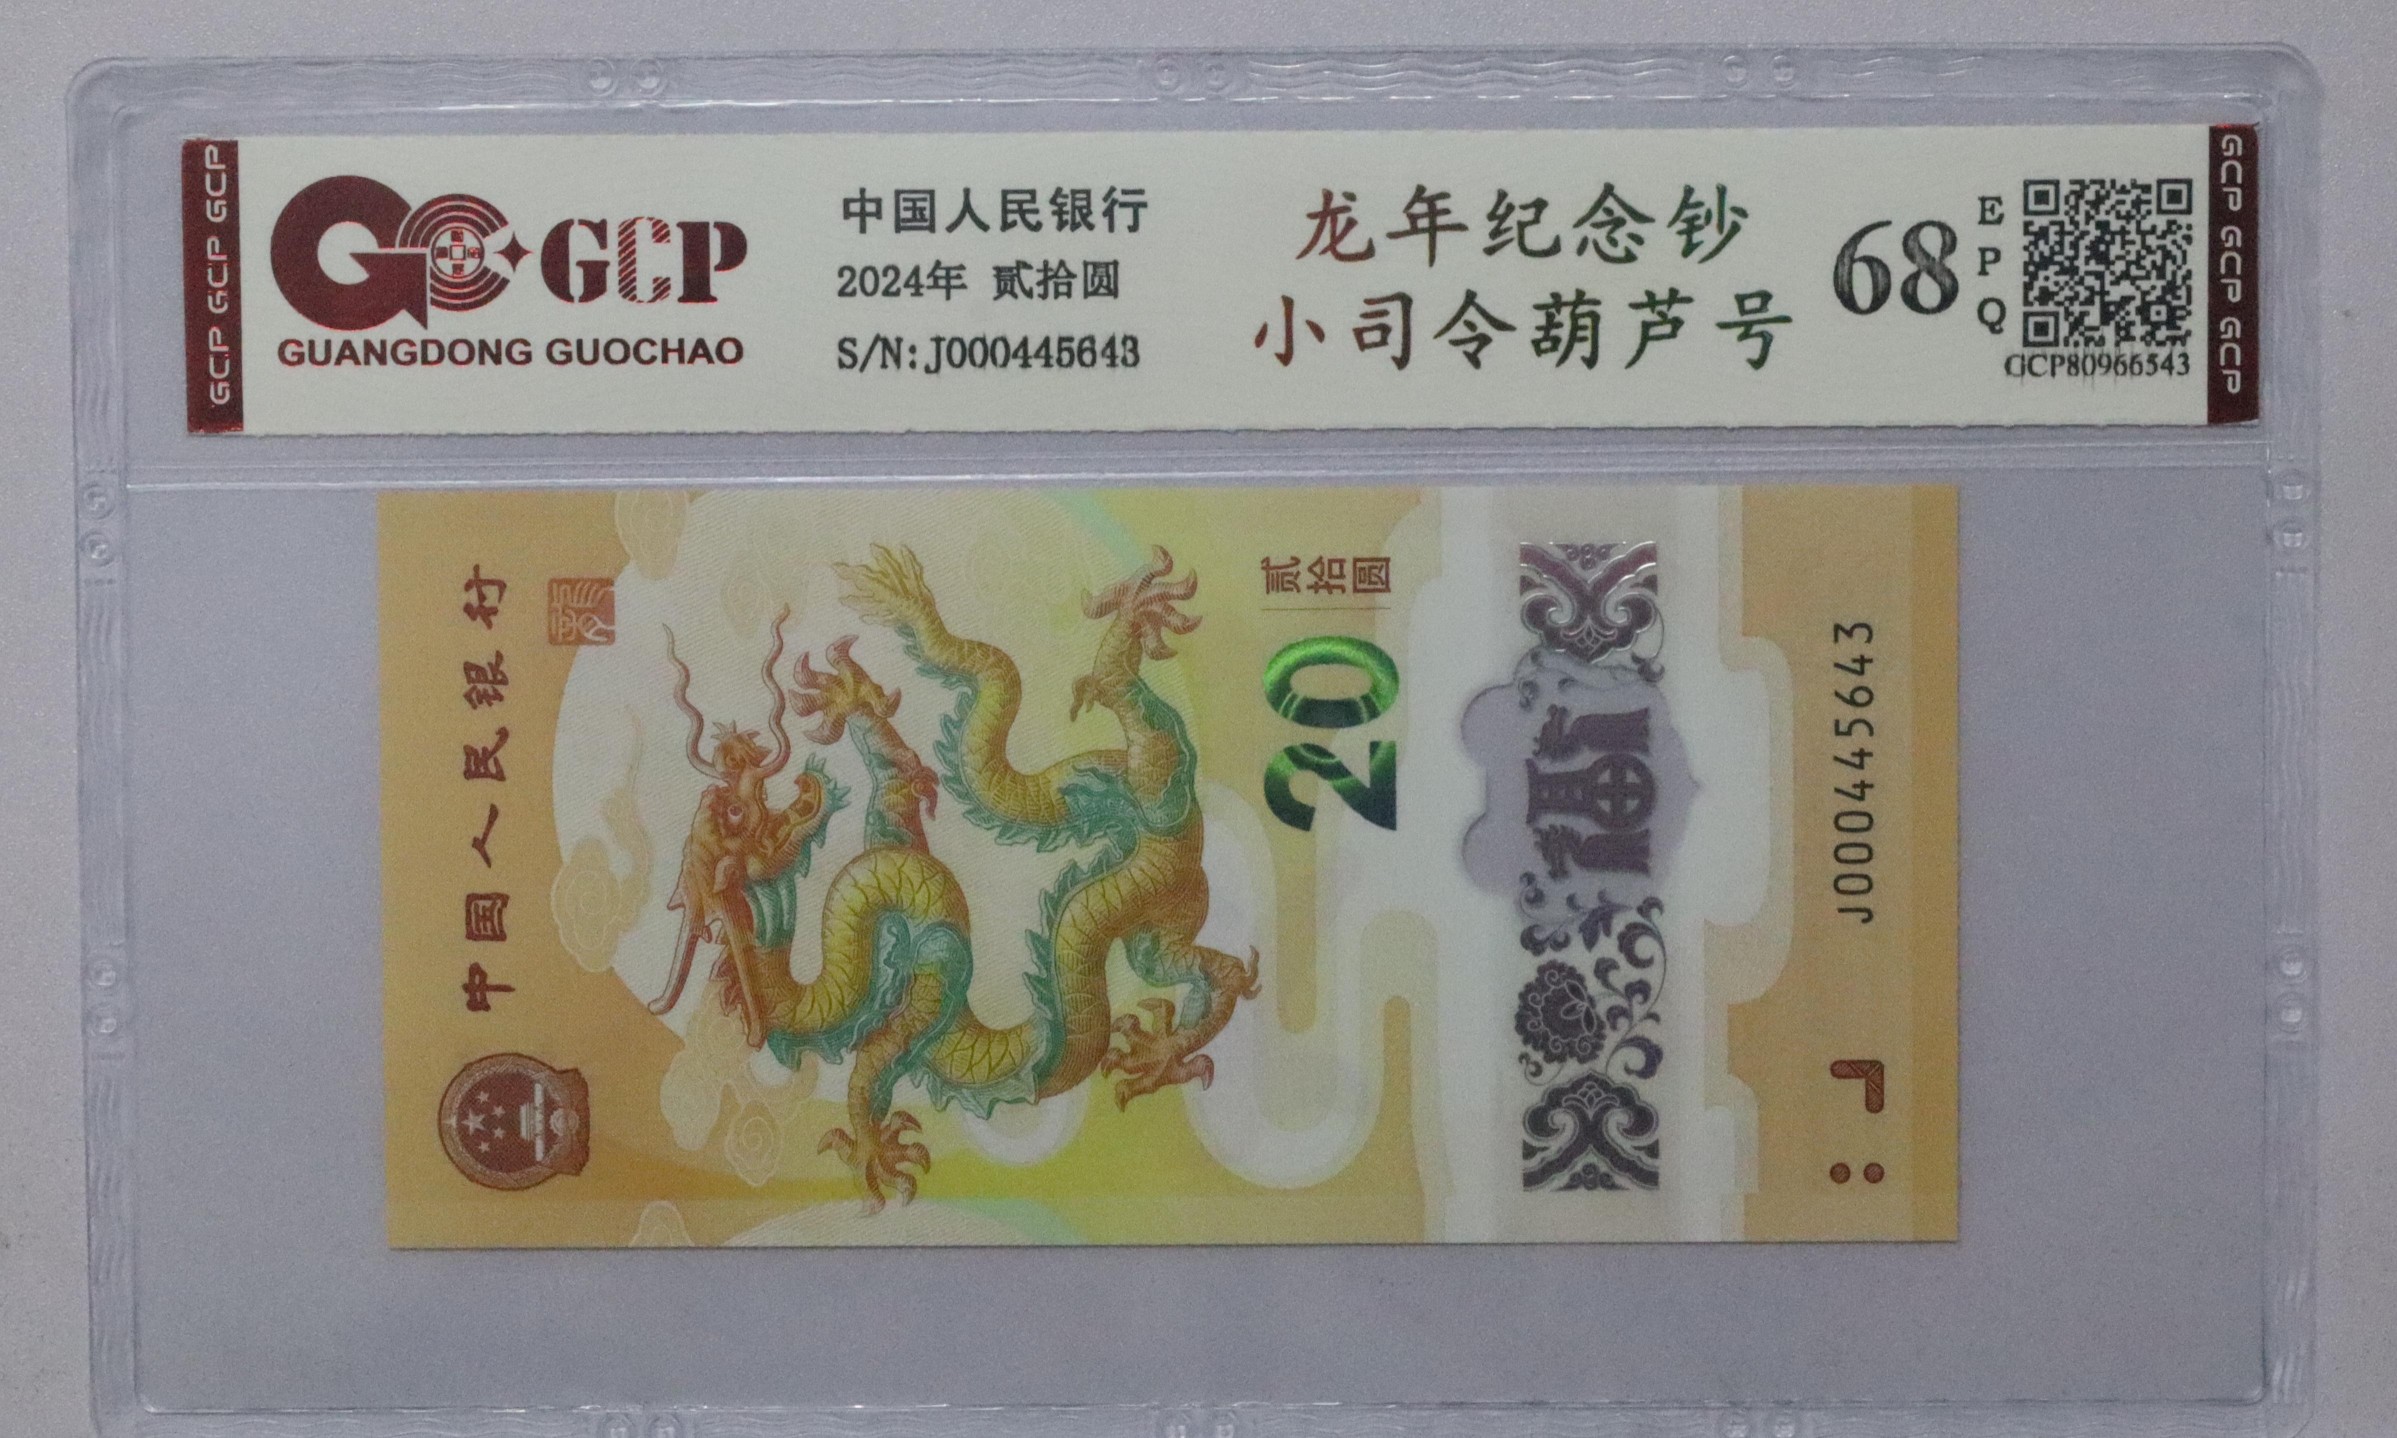 GCP GCP GCP
GCP
GUANGDONG GUOCHAO
中国人民银行
2024年 贰拾圆
S/N:J000445643
龙年纪念钞
小司令葫芦号
68
EPQ
GCP80966543
GCP GCP GCP
中国人民银行
贰拾圆
20
福
J000445643